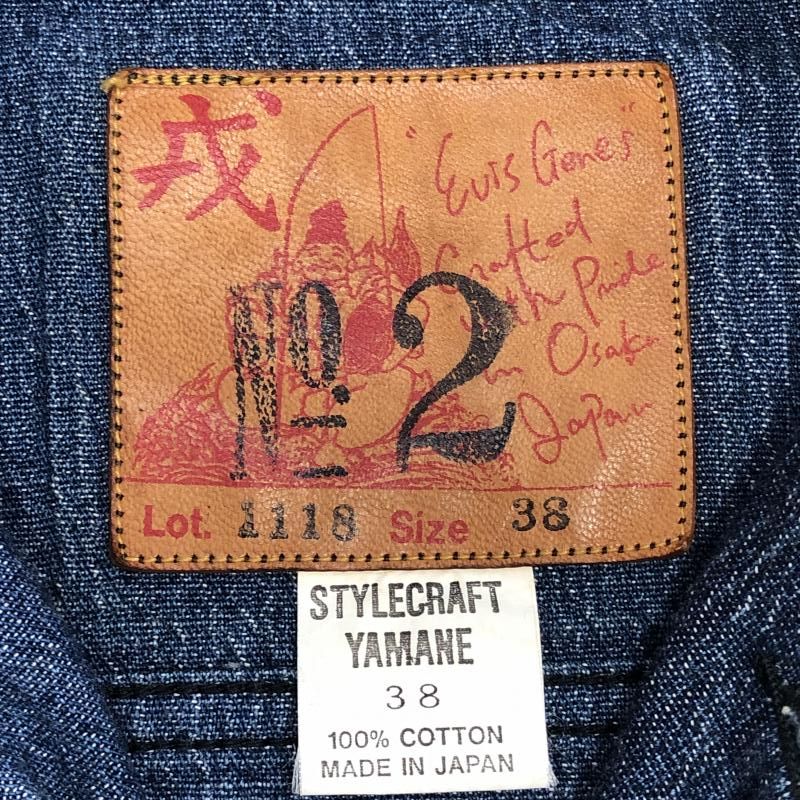 戎
"Evis Genes"
Crafted
with Pride
in Osaka
Japan
No. 2
Lot. 1118 Size 38
STYLECRAFT
YAMANE
38
100% COTTON
MADE IN JAPAN